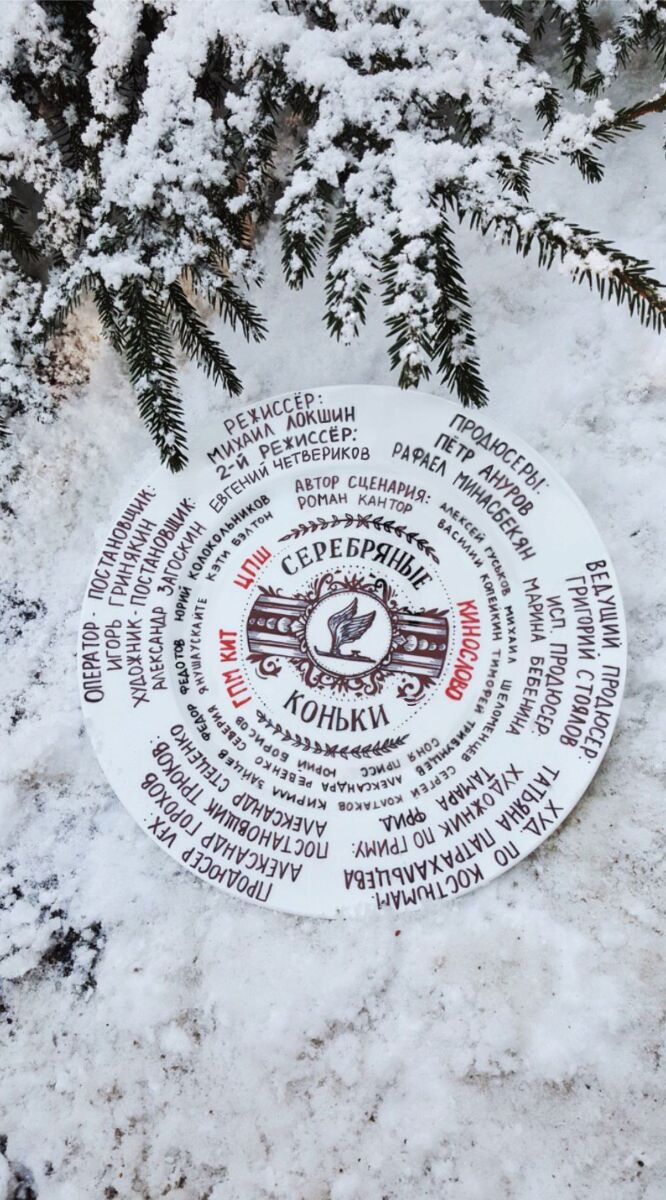 РЕЖИССЁР:
МИХАИЛ ЛОКШИН
2-Й РЕЖИССЁР:
ЕВГЕНИЙ ЧЕТВЕРИКОВ
ПРОДЮСЕРЫ:
ПЁТР АНУРОВ
РАФАЕЛ МИНАСБЕКЯН
ВЕДУЩИЙ ПРОДЮСЕР:
ГРИГОРИЙ СТОЯЛОВ
ИСП. ПРОДЮСЕР:
МАРИНА БЕБЕНИНА
ХУД. ПО КОСТЮМАМ:
ТАТЬЯНА ПАТРАХАЛЬЦЕВА
ХУДОЖНИК ПО ГРИМУ:
ТАМАРА ФРИД
ПРОДЮСЕР VFX:
АЛЕКСАНДР ГОРОХОВ
ПОСТАНОВЩИК ТРЮКОВ:
АЛЕКСАНДР СТЕЦЕНКО
ОПЕРАТОР - ПОСТАНОВЩИК:
ИГОРЬ ГРИНЯКИН
ХУДОЖНИК-ПОСТАНОВЩИК:
АЛЕКСАНДР ЗАГОСКИН
АВТОР СЦЕНАРИЯ:
РОМАН КАНТОР
АЛЕКСЕЙ ГУСЬКОВ МИХАИЛ ШЕЛОМЕНЦЕВ
ВАСИЛИЙ КОПЕЙКИН ТИМОФЕЙ ТРИБУНЦЕВ
СЕРГЕЙ КОЛТАКОВ АЛЕКСАНДРА РЕВЕНКО КИРИЛЛ ЗАЙЦЕВ
СОНЯ ПРИСС ЮРИЙ БОРИСОВ
ФЕДОР ФЕДОТОВ ЮРИЙ КОЛОКОЛЬНИКОВ
СЕВЕРИЯ ЯНУШАУСКАЙТЕ КЭТИ БЭЛТОН
ЦПШ
КИНОСЛОВО
ГПМ КИТ
СЕРЕБРЯНЫЕ
КОНЬКИ